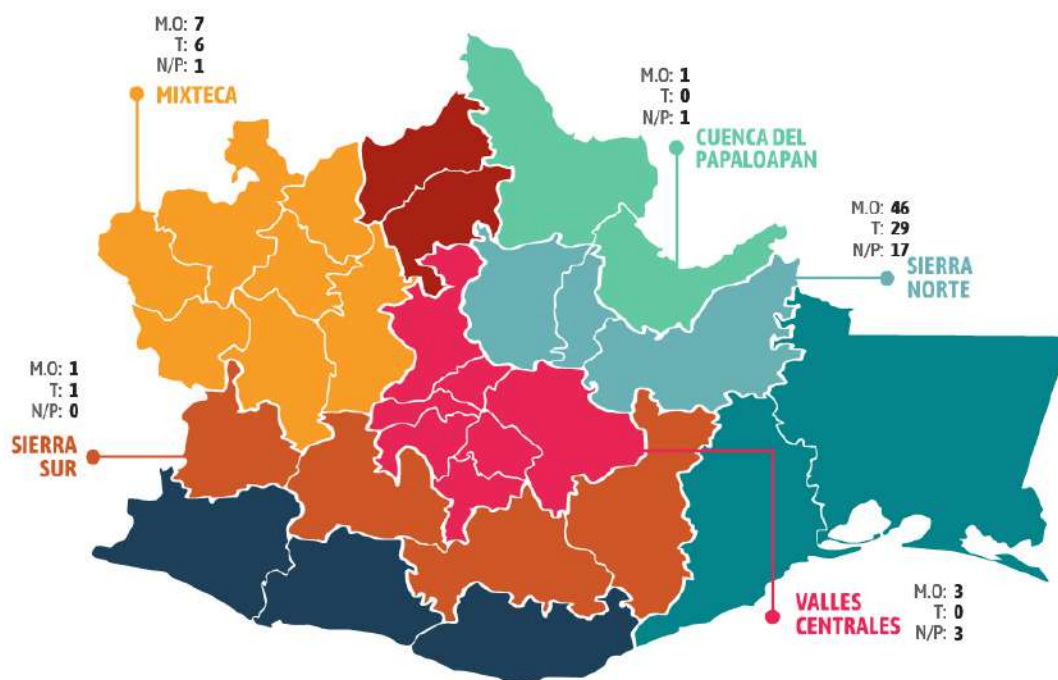 M.O: 7
T: 6
N/P: 1
MIXTECA
M.O: 1
T: 0
N/P: 1
CUENCA DEL
PAPALOAPAN
M.O: 46
T: 29
N/P: 17
SIERRA
NORTE
M.O: 1
T: 1
N/P: 0
SIERRA
SUR
VALLES
CENTRALES
M.O: 3
T: 0
N/P: 3